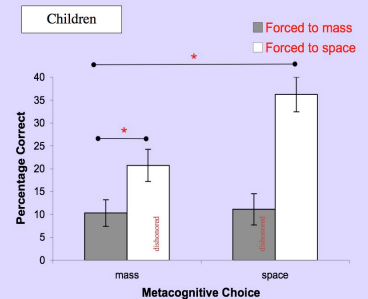 Children
Forced to mass
Forced to space
*
*
Percentage Correct
40
35
30
25
20
15
10
5
0
dishonored
dishonored
mass
space
Metacognitive Choice